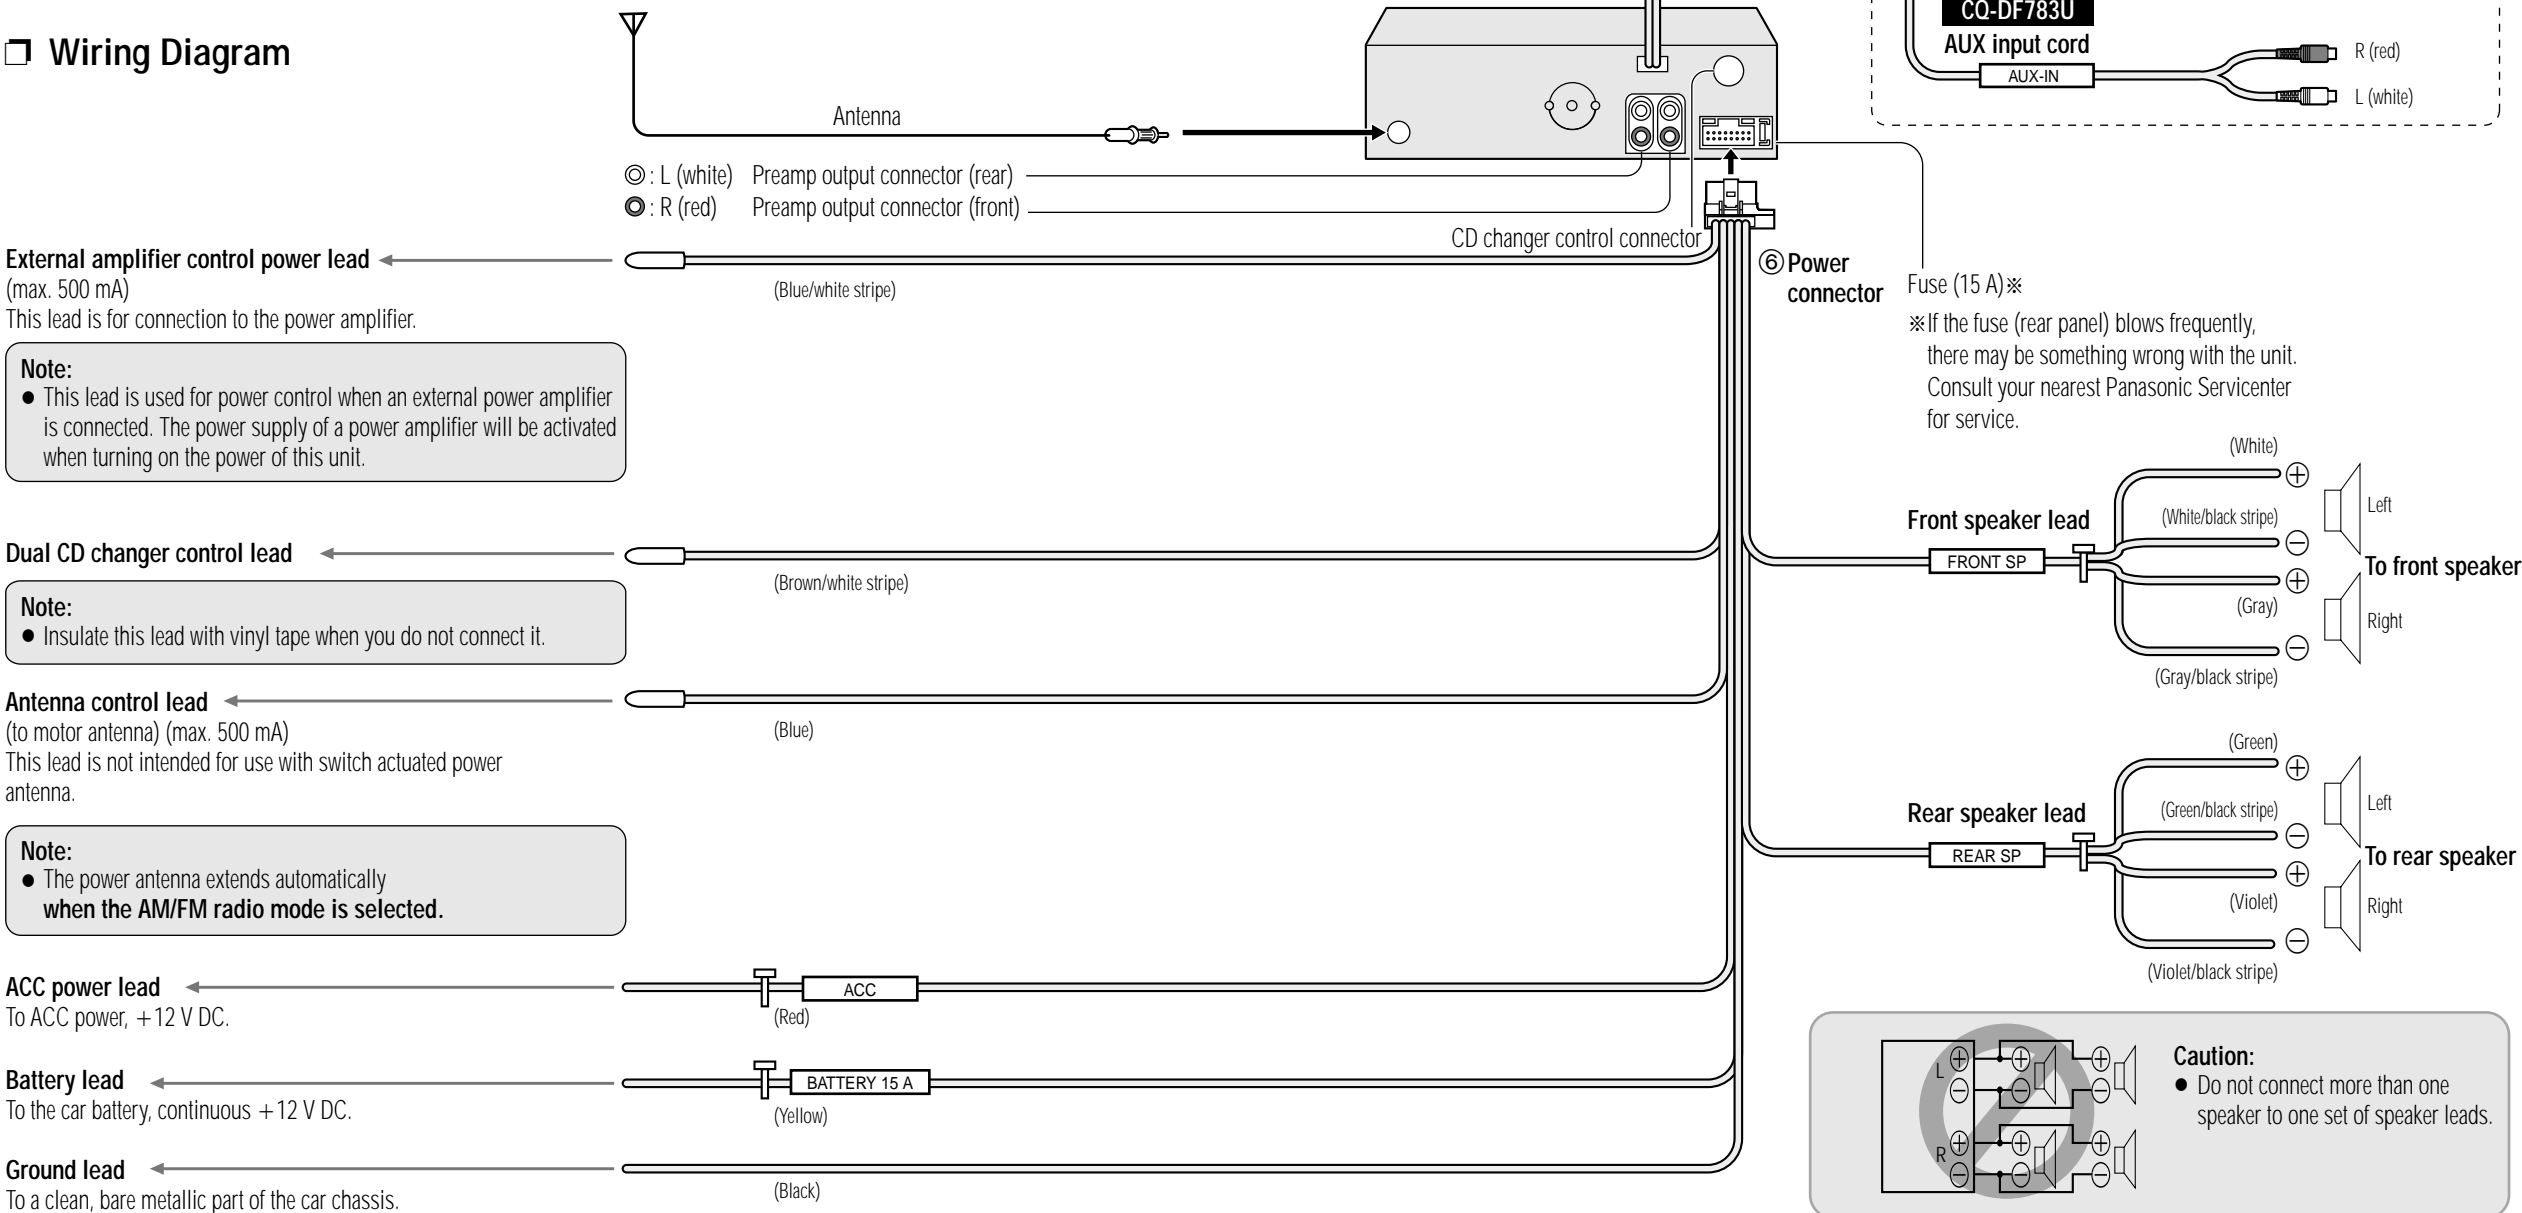 ❐ Wiring Diagram
CQ-DF783U
AUX input cord
AUX-IN
R (red)
L (white)
Antenna
◎ : L (white) Preamp output connector (rear)
◎ : R (red) Preamp output connector (front)
CD changer control connector
⑥ Power
connector
Fuse (15 A)※
※If the fuse (rear panel) blows frequently,
there may be something wrong with the unit.
Consult your nearest Panasonic Servicenter
for service.
External amplifier control power lead
(max. 500 mA)
This lead is for connection to the power amplifier.
(Blue/white stripe)
Note:
● This lead is used for power control when an external power amplifier
is connected. The power supply of a power amplifier will be activated
when turning on the power of this unit.
Dual CD changer control lead
(Brown/white stripe)
Note:
● Insulate this lead with vinyl tape when you do not connect it.
Antenna control lead
(to motor antenna) (max. 500 mA)
This lead is not intended for use with switch actuated power
antenna.
(Blue)
Note:
● The power antenna extends automatically
when the AM/FM radio mode is selected.
ACC power lead
To ACC power, +12 V DC.
ACC
(Red)
Battery lead
To the car battery, continuous +12 V DC.
BATTERY 15 A
(Yellow)
Ground lead
To a clean, bare metallic part of the car chassis.
(Black)
Front speaker lead
FRONT SP
(White)
⊕
Left
(White/black stripe)
⊖
To front speaker
⊕
(Gray)
Right
⊖
(Gray/black stripe)
Rear speaker lead
REAR SP
(Green)
⊕
Left
(Green/black stripe)
⊖
To rear speaker
⊕
(Violet)
Right
⊖
(Violet/black stripe)
L ⊕ ⊕ ⊕
⊖ ⊖ ⊖
R ⊕ ⊕ ⊕
⊖ ⊖ ⊖
Caution:
● Do not connect more than one
speaker to one set of speaker leads.